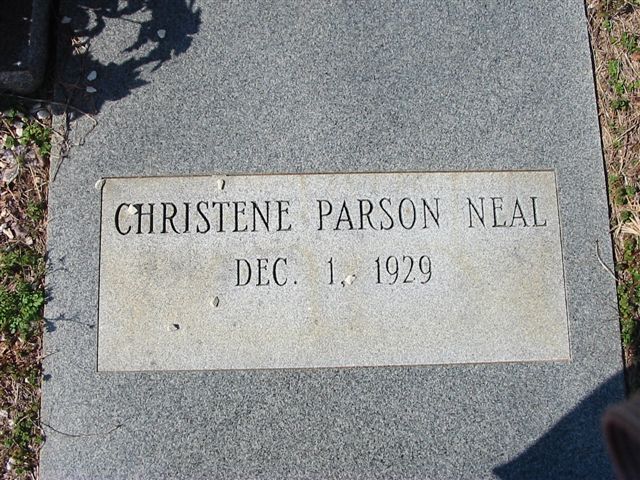 CHRISTENE PARSON NEAL
DEC. 1, 1929